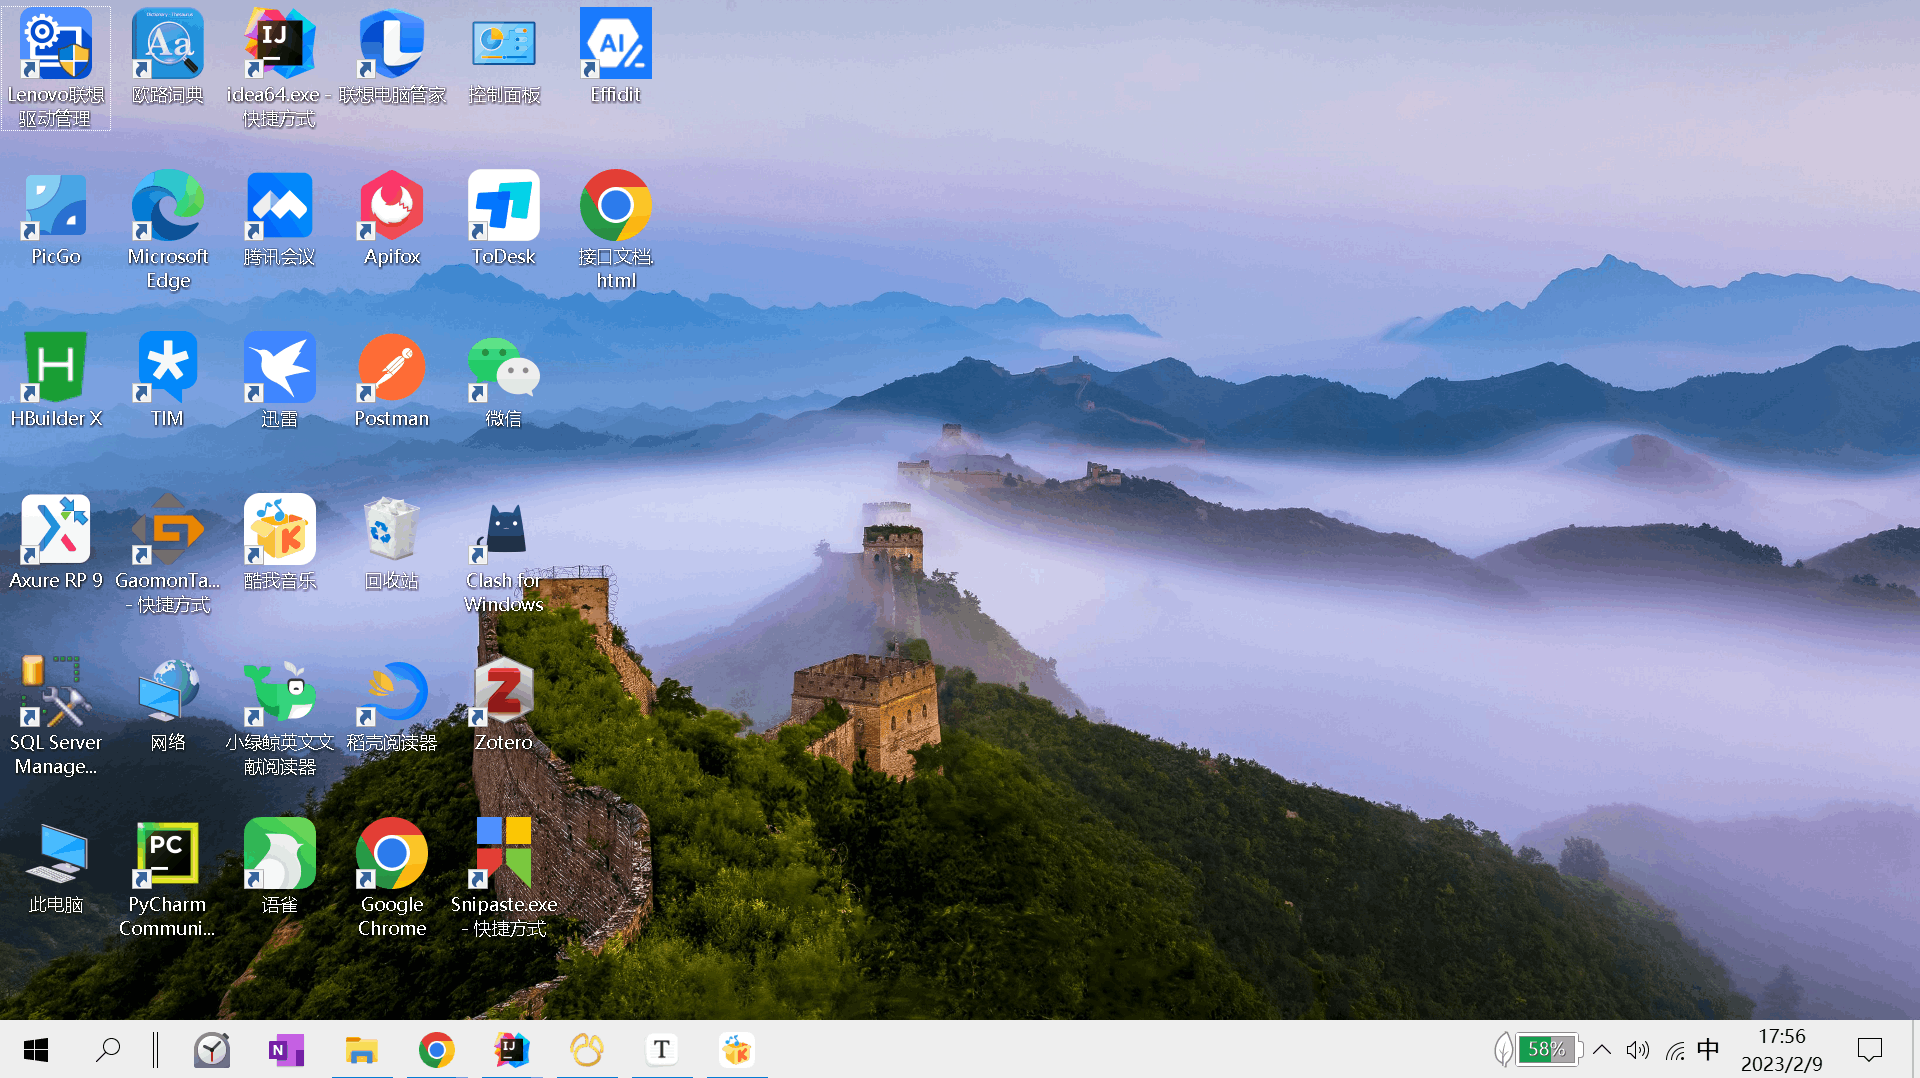 Lenovo联想
驱动管理
Aa
欧路词典
IJ
idea64.exe -
快捷方式
联想电脑管家
控制面板
AI
Effidit
PicGo
Microsoft
Edge
腾讯会议
Apifox
ToDesk
接口文档.
html
HBuilder X
TIM
迅雷
Postman
微信
Axure RP 9
GaomonTa...
- 快捷方式
酷我音乐
回收站
Clash for
Windows
SQL Server
Manage...
网络
小绿鲸英文文
献阅读器
稻壳阅读器
Zotero
此电脑
PC
PyCharm
Communi...
语雀
Google
Chrome
Snipaste.exe
- 快捷方式
58%
中
17:56
2023/2/9